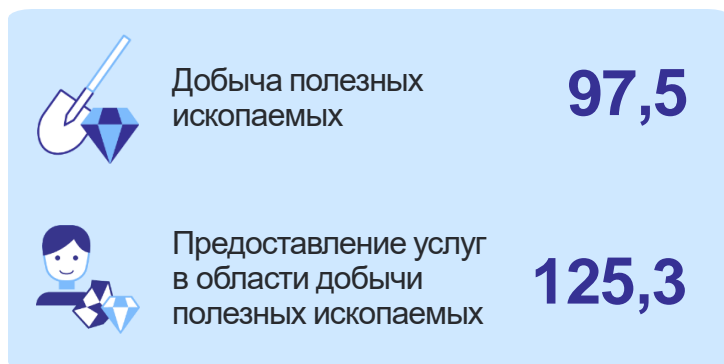 Добыча полезных
ископаемых
97,5
Предоставление услуг
в области добычи
полезных ископаемых
125,3